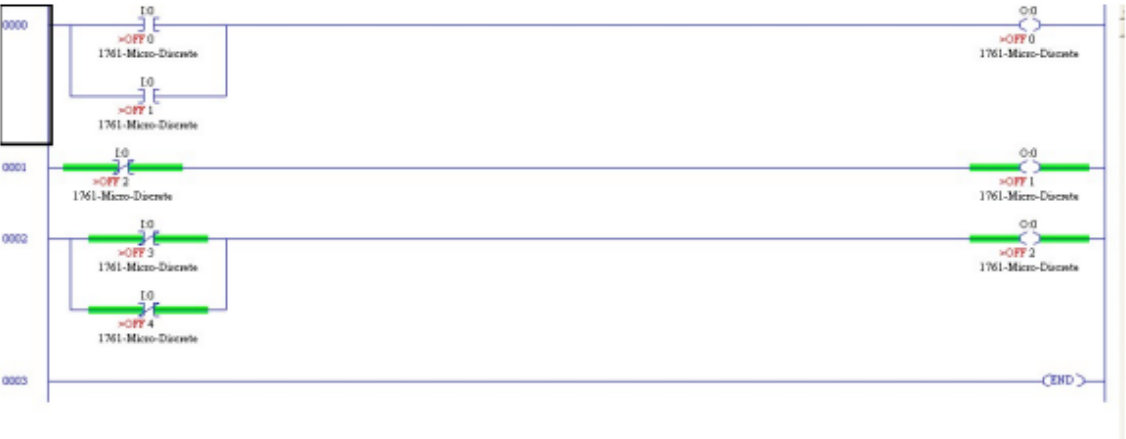 0000
I:0
O:0
>OFF 0
>OFF 0
1761-Micro-Discrete
1761-Micro-Discrete
I:0
>OFF 1
1761-Micro-Discrete
0001
I:0
O:0
>OFF 2
>OFF 1
1761-Micro-Discrete
1761-Micro-Discrete
0002
I:0
O:0
>OFF 3
>OFF 2
1761-Micro-Discrete
1761-Micro-Discrete
I:0
>OFF 4
1761-Micro-Discrete
0003
END